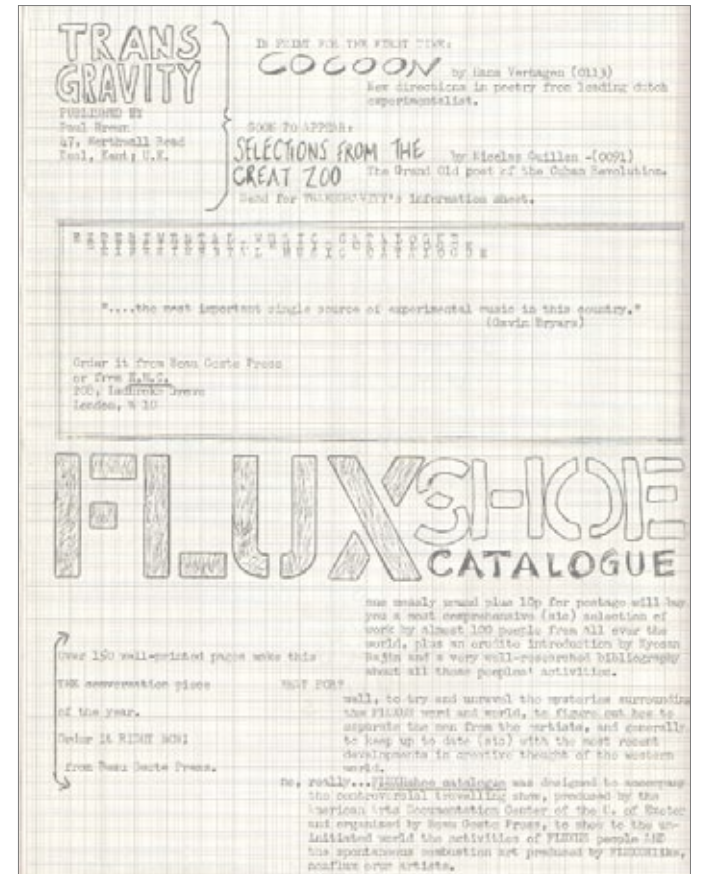 TRANS
GRAVITY
PUBLISHED BY
Paul Brown
47, Northwall Road
Deal, Kent; U.K.
IN PRINT FOR THE FIRST TIME:
COCOON by Hans Verhagen (0113)
New directions in poetry from leading dutch
experimentalist.
SOON TO APPEAR:
SELECTIONS FROM THE
GREAT ZOO by Nicolas Guillen -(0091)
The Grand Old poet of the Cuban Revolution.
Send for TRANSGRAVITY's information sheet.
EXPERIMENTAL MUSIC CATALOGUE
"....the most important single source of experimental music in this country."
(Gavin Bryars)
Order it from Beau Geste Press
or from E.M.C.
208, Ladbroke Grove
London, W 10
FLUXSHOE
CATALOGUE
one measly pound plus 10p for postage will buy
you a most comprehensive (sic) selection of
work by almost 100 people from all over the
world, plus an erudite introduction by Kyosan
Bajin and a very well-researched bibliography
about all those peoples' activities.
Over 150 well-printed pages make this
THE conversation piece
of the year.
Order it RIGHT NOW!
from Beau Geste Press.
WHAT FOR?
well, to try and unravel the mysteries surrounding
the FLUXUS word and world, to figure out how to
separate the men from the artists, and generally
to keep up to date (sic) with the most recent
developments in creative thought of the western
world.
no, really...FLUXshoe catalogue was designed to accompany
the controversial travelling show, produced by the
American Arts Documentation Center of the U. of Exeter
and organised by Beau Geste Press, to show to the un-
initiated world the activities of FLUXUS people AND
the spontaneous combustion art produced by
artists.